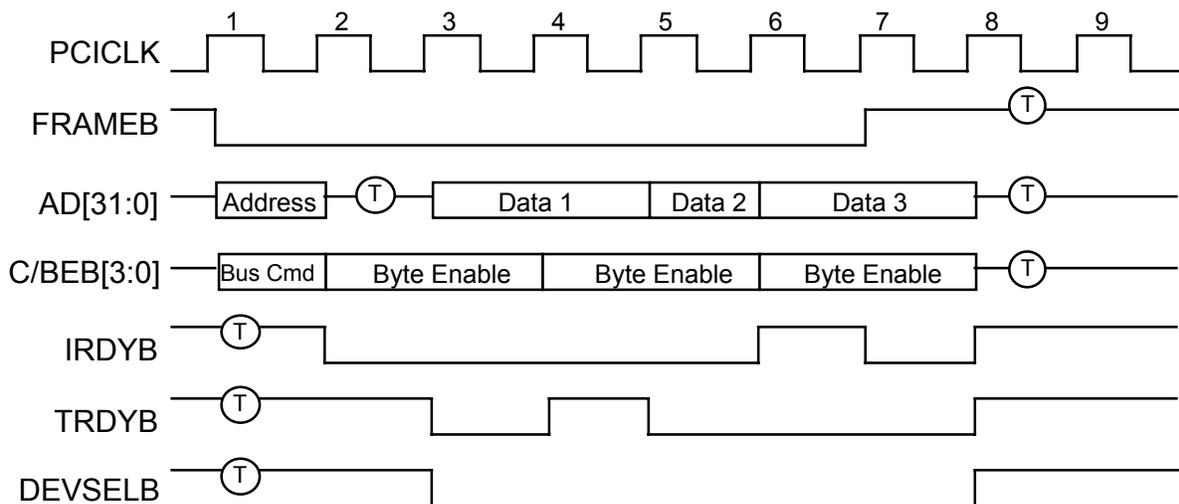 1 2 3 4 5 6 7 8 9
PCICLK
FRAMEB T
AD[31:0] Address T Data 1 Data 2 Data 3 T
C/BEB[3:0] Bus Cmd Byte Enable Byte Enable Byte Enable T
IRDYB T
TRDYB T
DEVSELB T